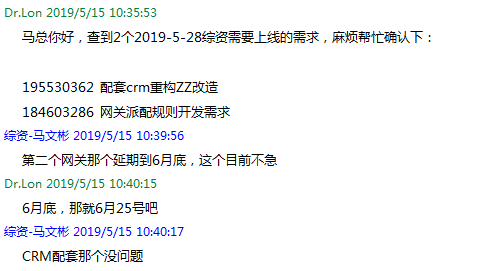 Dr.Lon 2019/5/15 10:35:53
马总你好，查到2个2019-5-28综资需要上线的需求，麻烦帮忙确认下：
195530362 配套crm重构ZZ改造
184603286 网关派配规则开发需求
综资-马文彬 2019/5/15 10:39:56
第二个网关那个延期到6月底，这个目前不急
Dr.Lon 2019/5/15 10:40:15
6月底，那就6月25号吧
综资-马文彬 2019/5/15 10:40:17
CRM配套那个没问题